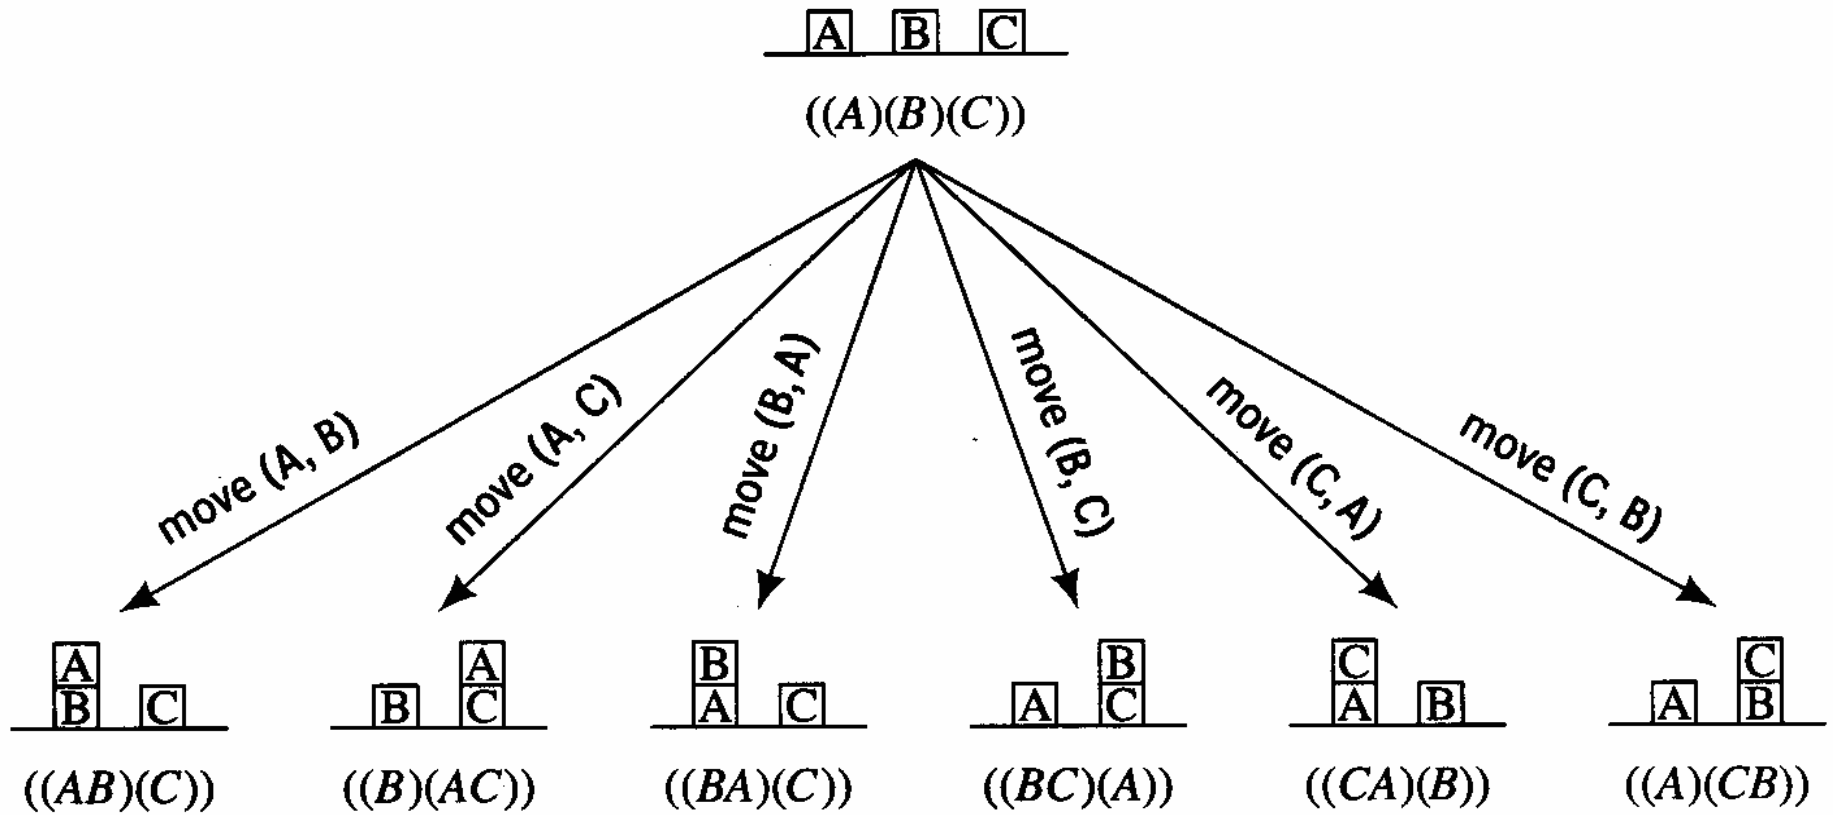 A B C
((A)(B)(C))
move (A, B)
move (A, C)
move (B, A)
move (B, C)
move (C, A)
move (C, B)
A
B C
A
B C
B
A C
B
A C
C
A B
C
A B
((AB)(C))
((B)(AC))
((BA)(C))
((BC)(A))
((CA)(B))
((A)(CB))